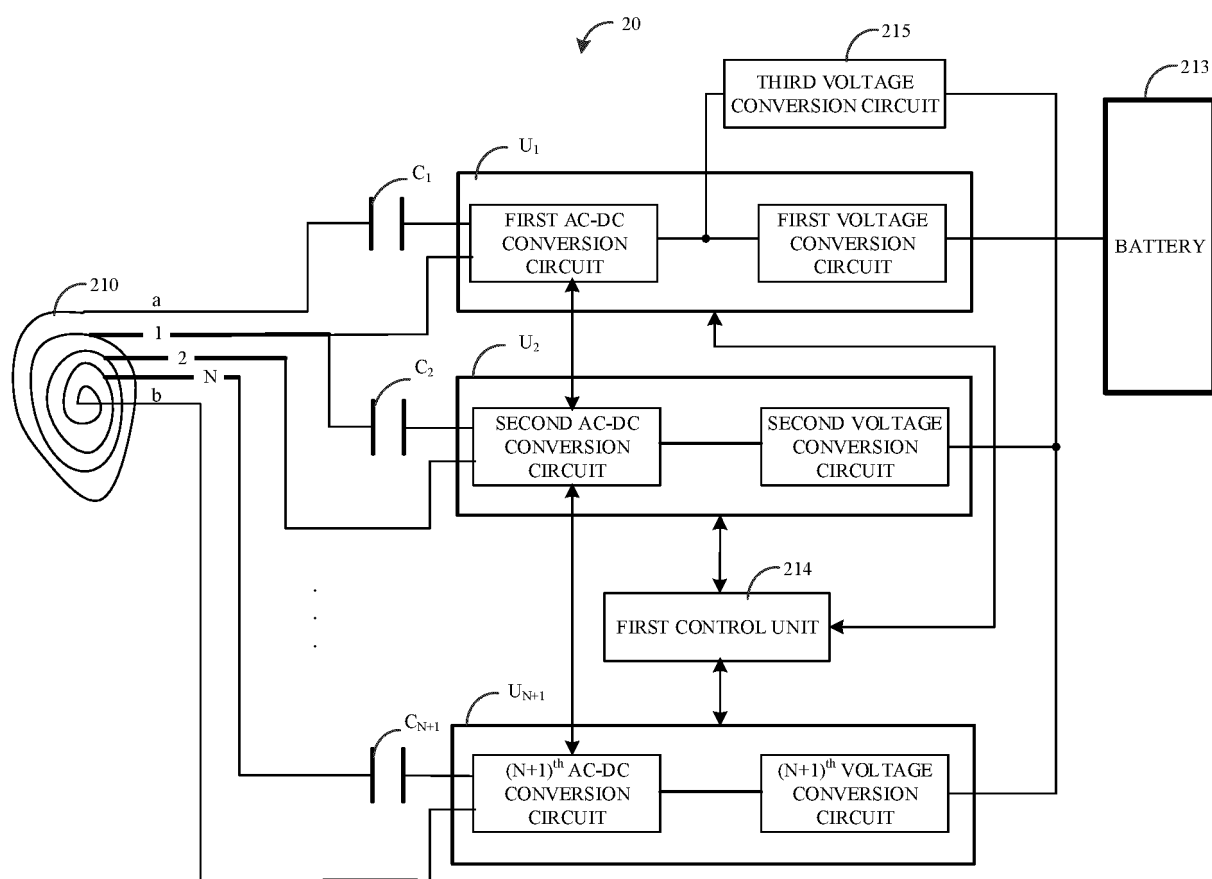 20
215
THIRD VOLTAGE
CONVERSION CIRCUIT
213
BATTERY
U1
C1
FIRST AC-DC
CONVERSION
CIRCUIT
FIRST VOLTAGE
CONVERSION
CIRCUIT
210
a
1
2
N
b
U2
C2
SECOND AC-DC
CONVERSION
CIRCUIT
SECOND VOLTAGE
CONVERSION
CIRCUIT
214
FIRST CONTROL UNIT
UN+1
CN+1
(N+1)th AC-DC
CONVERSION
CIRCUIT
(N+1)th VOLTAGE
CONVERSION
CIRCUIT